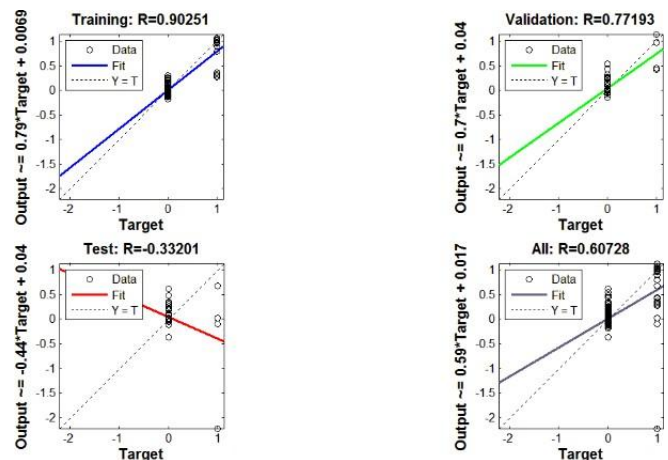 Training: R=0.90251
Output ~= 0.79*Target + 0.0069
1
0.5
0
-0.5
-1
-1.5
-2
Data
Fit
Y = T
-2 -1 0 1
Target
Validation: R=0.77193
Output ~= 0.7*Target + 0.04
1
0.5
0
-0.5
-1
-1.5
-2
Data
Fit
Y = T
-2 -1 0 1
Target
Test: R=-0.33201
Output ~= -0.44*Target + 0.04
1
0.5
0
-0.5
-1
-1.5
-2
Data
Fit
Y = T
-2 -1 0 1
Target
All: R=0.60728
Output ~= 0.59*Target + 0.017
1
0.5
0
-0.5
-1
-1.5
-2
Data
Fit
Y = T
-2 -1 0 1
Target